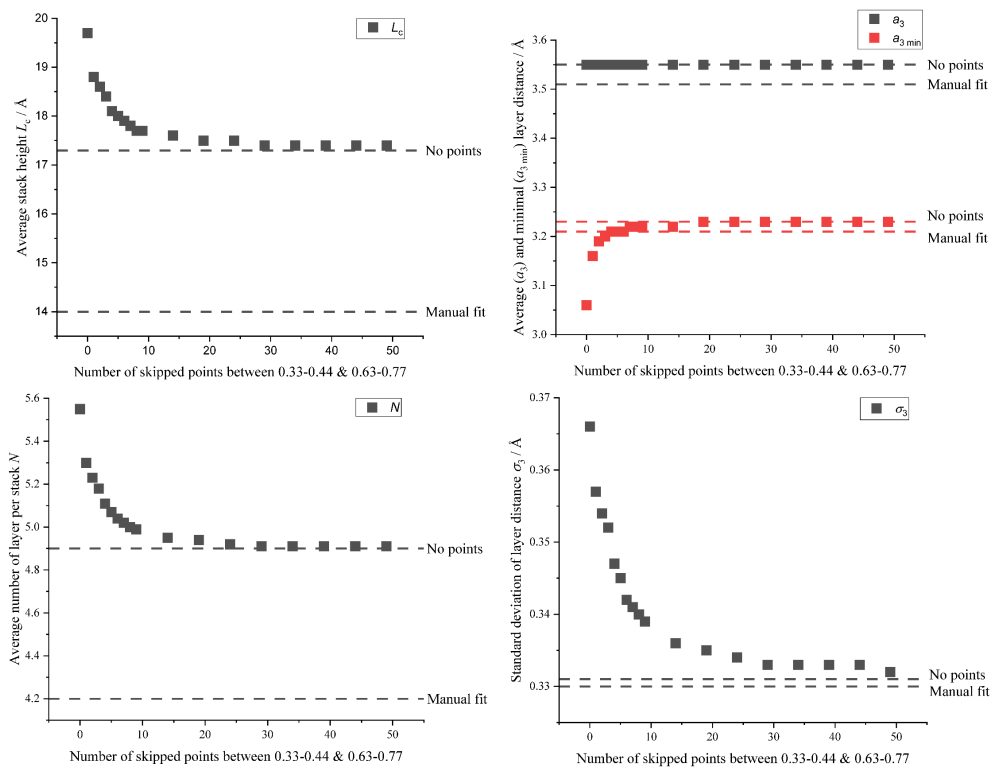 L_c
20
19
18
17
16
15
14
Average stack height L_c / Å
No points
Manual fit
0 10 20 30 40 50
Number of skipped points between 0.33-0.44 & 0.63-0.77
a_3
a_3 min
3.6
3.5
3.4
3.3
3.2
3.1
3.0
Average (a_3) and minimal (a_3 min) layer distance / Å
No points
Manual fit
No points
Manual fit
0 10 20 30 40 50
Number of skipped points between 0.33-0.44 & 0.63-0.77
N
5.6
5.4
5.2
5.0
4.8
4.6
4.4
4.2
Average number of layer per stack N
No points
Manual fit
0 10 20 30 40 50
Number of skipped points between 0.33-0.44 & 0.63-0.77
σ_3
0.37
0.36
0.35
0.34
0.33
Standard deviation of layer distance σ_3 / Å
No points
Manual fit
0 10 20 30 40 50
Number of skipped points between 0.33-0.44 & 0.63-0.77